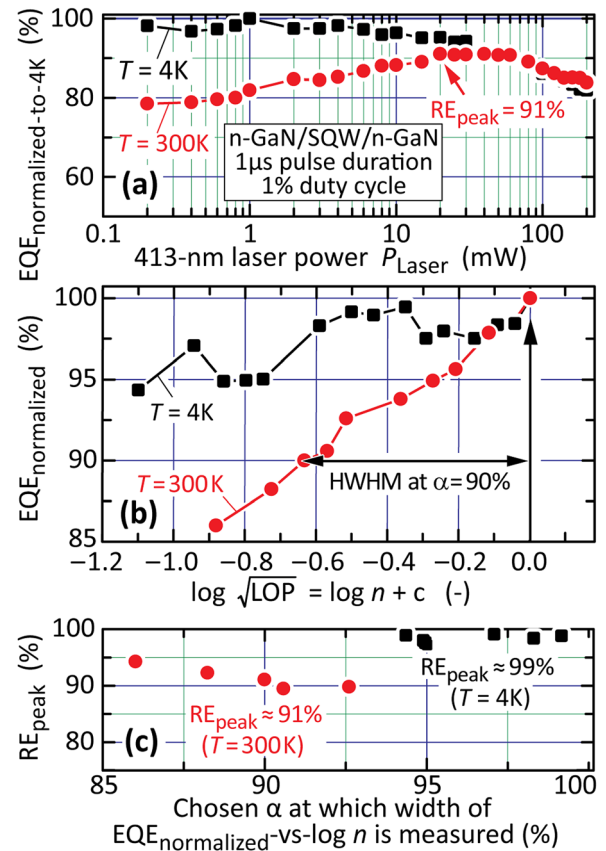 EQE_normalized-to-4K (%)
100
80
60
T = 4K
T = 300K
RE_peak = 91%
n-GaN/SQW/n-GaN
1μs pulse duration
1% duty cycle
(a)
0.1 1 10 100
413-nm laser power P_Laser (mW)
EQE_normalized (%)
100
95
90
85
T = 4K
T = 300K
HWHM at α = 90%
(b)
−1.2 −1.0 −0.8 −0.6 −0.4 −0.2 0.0
log √LOP = log n + c (-)
RE_peak (%)
100
90
80
RE_peak ≈ 99%
(T = 4K)
RE_peak ≈ 91%
(T = 300K)
(c)
85 90 95 100
Chosen α at which width of
EQE_normalized-vs-log n is measured (%)